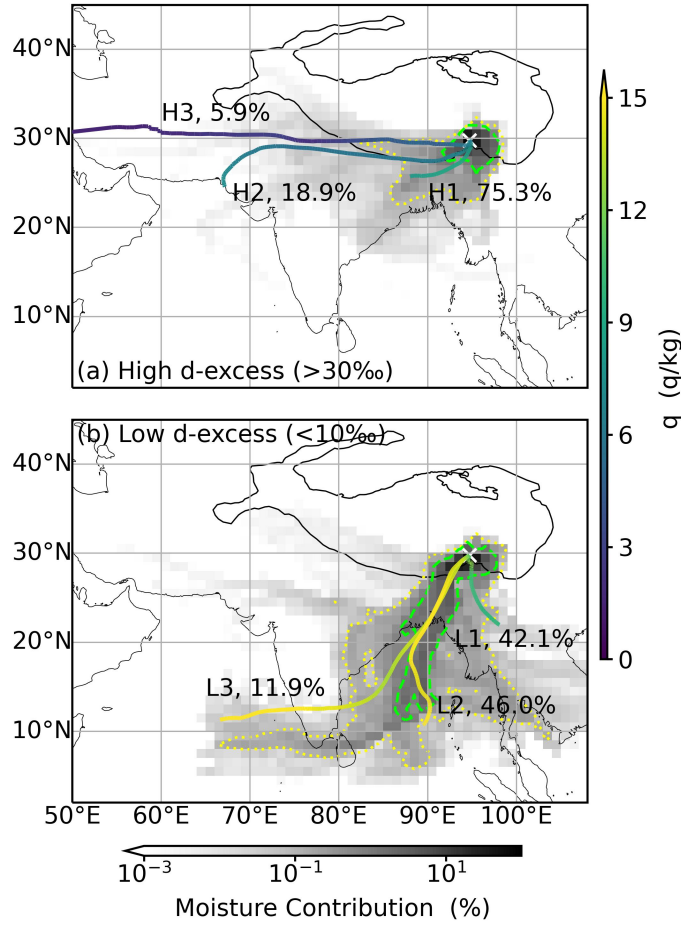 40°N
30°N
20°N
10°N
H3, 5.9%
H2, 18.9%
H1, 75.3%
(a) High d-excess (>30‰)
15
12
9
6
3
0
q (g/kg)
(b) Low d-excess (<10‰)
40°N
30°N
20°N
10°N
L1, 42.1%
L3, 11.9%
L2, 46.0%
50°E 60°E 70°E 80°E 90°E 100°E
10⁻³ 10⁻¹ 10¹
Moisture Contribution (%)